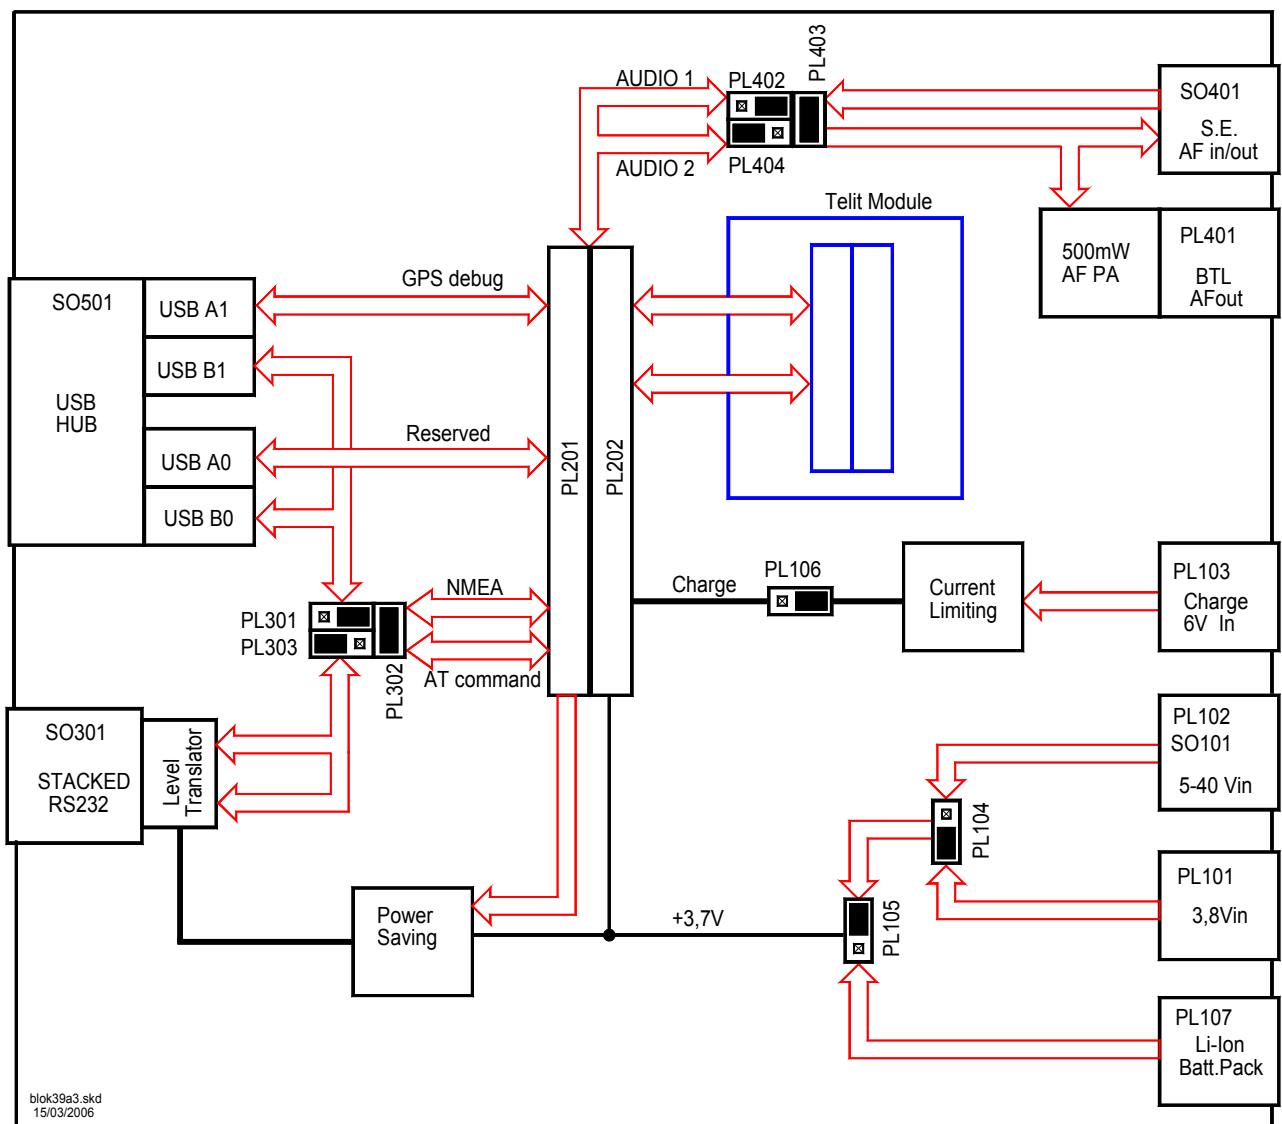 AUDIO 1
PL402
PL403
SO401
S.E.
AF in/out
AUDIO 2
PL404
Telit Module
500mW
AF PA
PL401
BTL
AFout
GPS debug
SO501
USB A1
USB B1
USB
HUB
Reserved
USB A0
USB B0
PL201
PL202
NMEA
PL301
PL303
PL302
AT command
Charge
PL106
Current
Limiting
PL103
Charge
6V In
SO301
STACKED
RS232
Level
Translator
PL102
SO101
5-40 Vin
PL104
PL101
3,8Vin
Power
Saving
+3,7V
PL105
PL107
Li-Ion
Batt.Pack
blok39a3.skd
15/03/2006